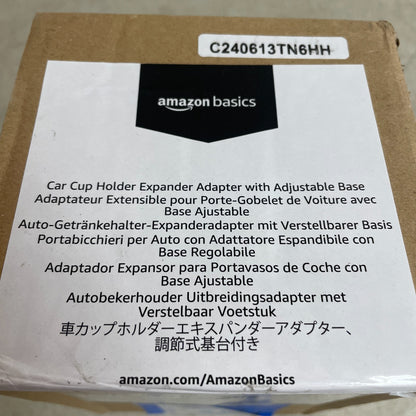 C240613TN6HH
amazon basics
Car Cup Holder Expander Adapter with Adjustable Base
Adaptateur Extensible pour Porte-Gobelet de Voiture avec
Base Ajustable
Auto-Getränkehalter-Expanderadapter mit Verstellbarer Basis
Portabicchieri per Auto con Adattatore Espandibile con
Base Regolabile
Adaptador Expansor para Portavasos de Coche con
Base Ajustable
Autobekerhouder Uitbreidingsadapter met
Verstelbaar Voetstuk
車カップホルダーエキスパンダーアダプター、
調節式基台付き
amazon.com/AmazonBasics